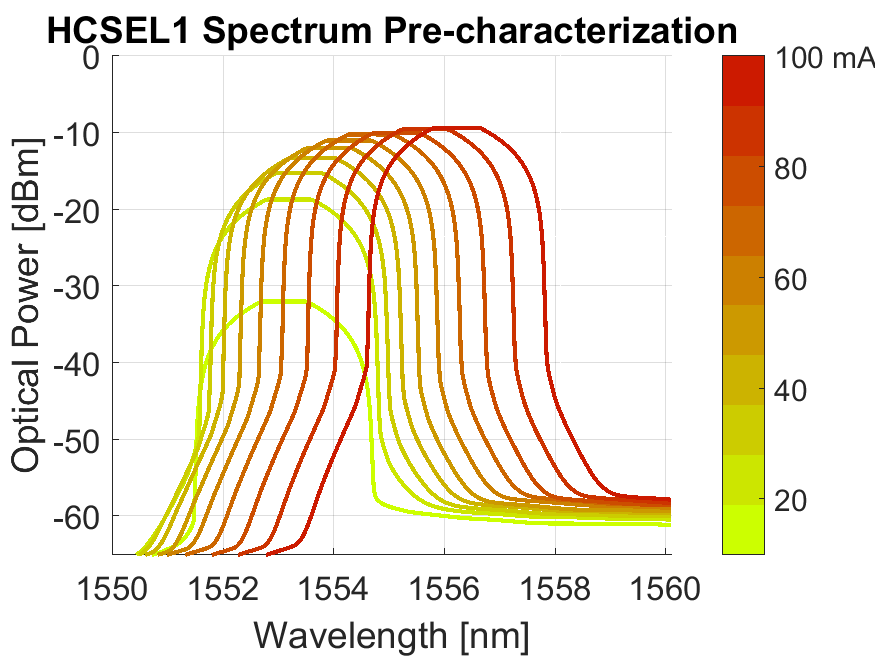 HCSEL1 Spectrum Pre-characterization
0
-10
-20
-30
-40
-50
-60
Optical Power [dBm]
1550 1552 1554 1556 1558 1560
Wavelength [nm]
100 mA
80
60
40
20